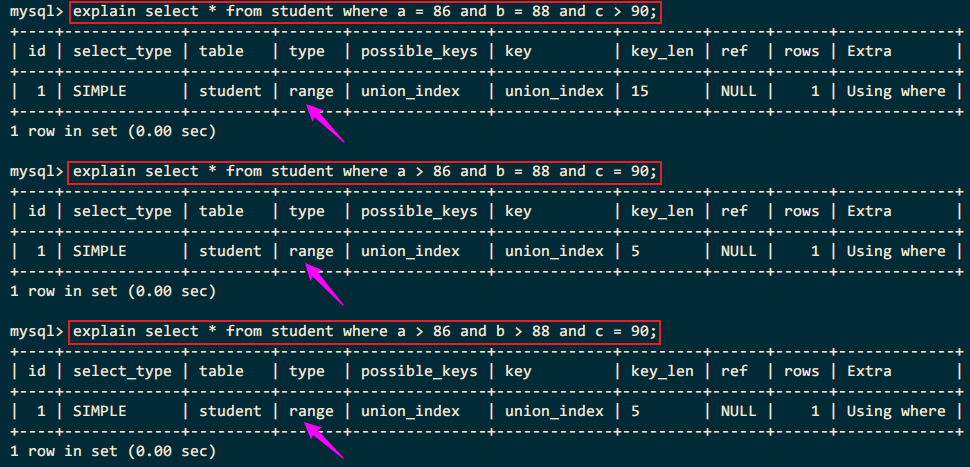 mysql> explain select * from student where a = 86 and b = 88 and c > 90;
+----+-------------+---------+-------+---------------+-------------+---------+------+------+-------------+
| id | select_type | table   | type  | possible_keys | key         | key_len | ref  | rows | Extra       |
+----+-------------+---------+-------+---------------+-------------+---------+------+------+-------------+
|  1 | SIMPLE      | student | range | union_index   | union_index | 15      | NULL |    1 | Using where |
+----+-------------+---------+-------+---------------+-------------+---------+------+------+-------------+
1 row in set (0.00 sec)
mysql> explain select * from student where a > 86 and b = 88 and c = 90;
+----+-------------+---------+-------+---------------+-------------+---------+------+------+-------------+
| id | select_type | table   | type  | possible_keys | key         | key_len | ref  | rows | Extra       |
+----+-------------+---------+-------+---------------+-------------+---------+------+------+-------------+
|  1 | SIMPLE      | student | range | union_index   | union_index | 5       | NULL |    1 | Using where |
+----+-------------+---------+-------+---------------+-------------+---------+------+------+-------------+
1 row in set (0.00 sec)
mysql> explain select * from student where a > 86 and b > 88 and c = 90;
+----+-------------+---------+-------+---------------+-------------+---------+------+------+-------------+
| id | select_type | table   | type  | possible_keys | key         | key_len | ref  | rows | Extra       |
+----+-------------+---------+-------+---------------+-------------+---------+------+------+-------------+
|  1 | SIMPLE      | student | range | union_index   | union_index | 5       | NULL |    1 | Using where |
+----+-------------+---------+-------+---------------+-------------+---------+------+------+-------------+
1 row in set (0.00 sec)